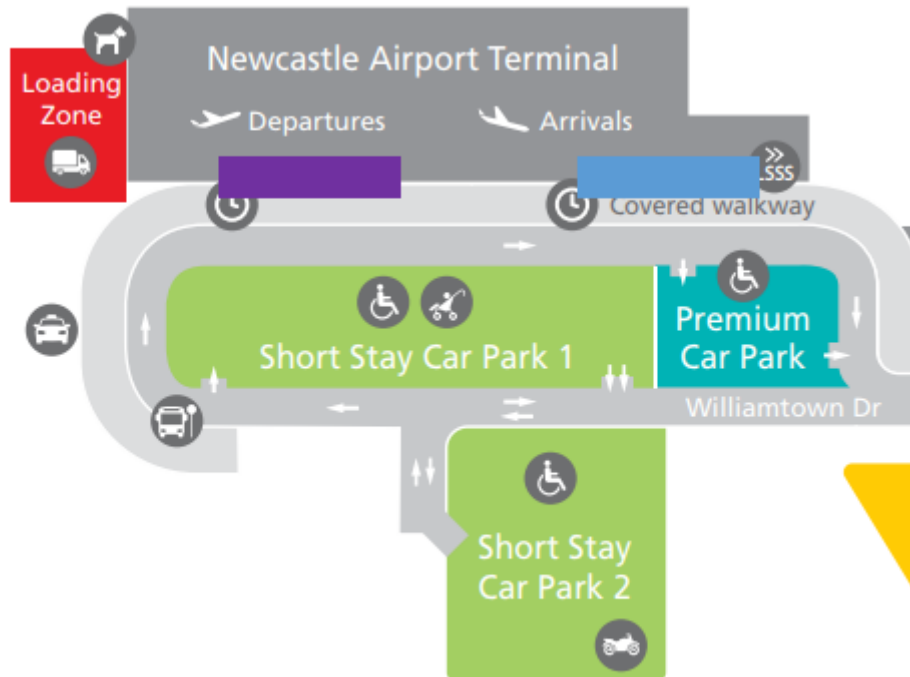 Newcastle Airport Terminal
Loading
Zone
Departures
Arrivals
Covered walkway
Short Stay Car Park 1
Premium
Car Park
Williamtown Dr
Short Stay
Car Park 2